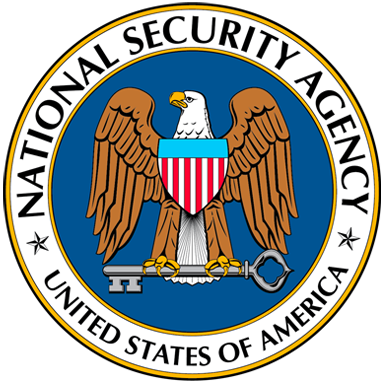 NATIONAL SECURITY AGENCY
UNITED STATES OF AMERICA